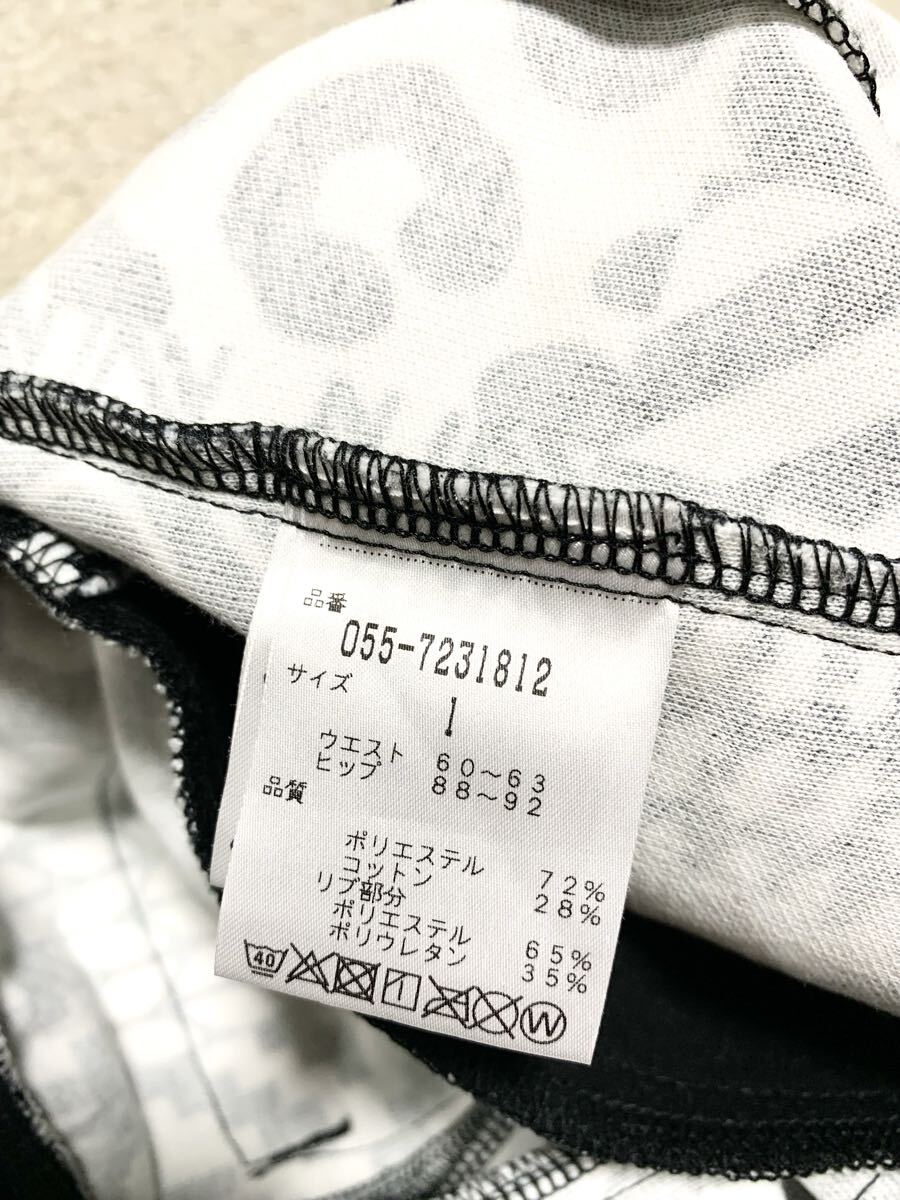 品番
055-7231812
サイズ
1
ウエスト 60〜63
ヒップ 88〜92
品質
ポリエステル 72%
コットン 28%
リブ部分
ポリエステル 65%
ポリウレタン 35%
40 W